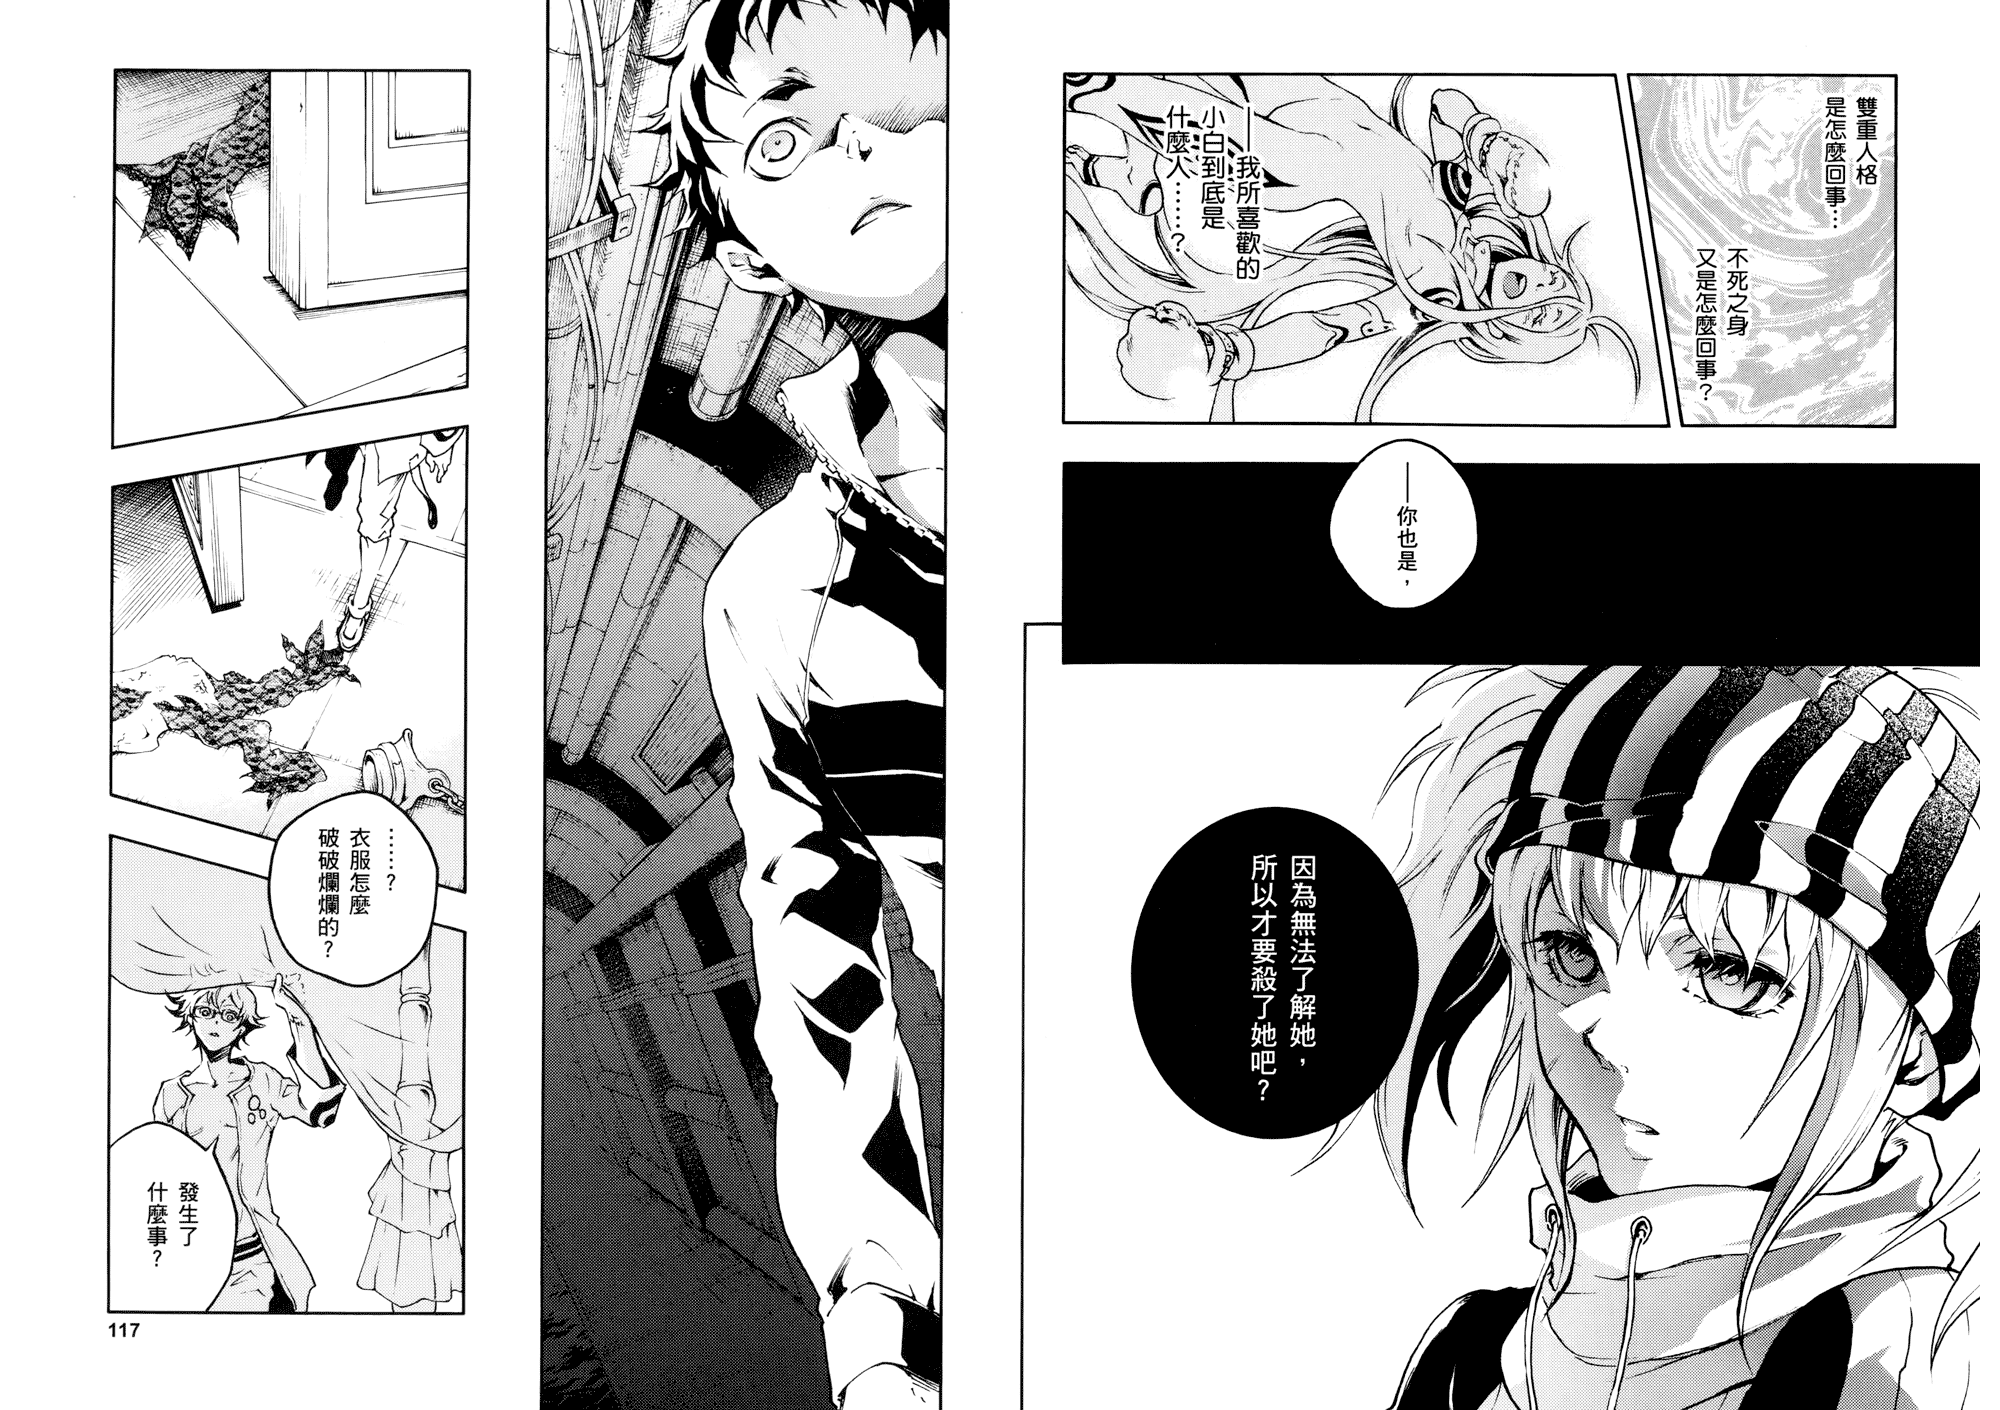 雙重人格
是怎麼回事…
不死之身
又是怎麼回事？
──我所喜歡的
小白到底是
什麼人……？
──你也是，
因為無法了解她，
所以才要殺了她吧？
……？
衣服怎麼
破破爛爛的？
發生了
什麼事？
117